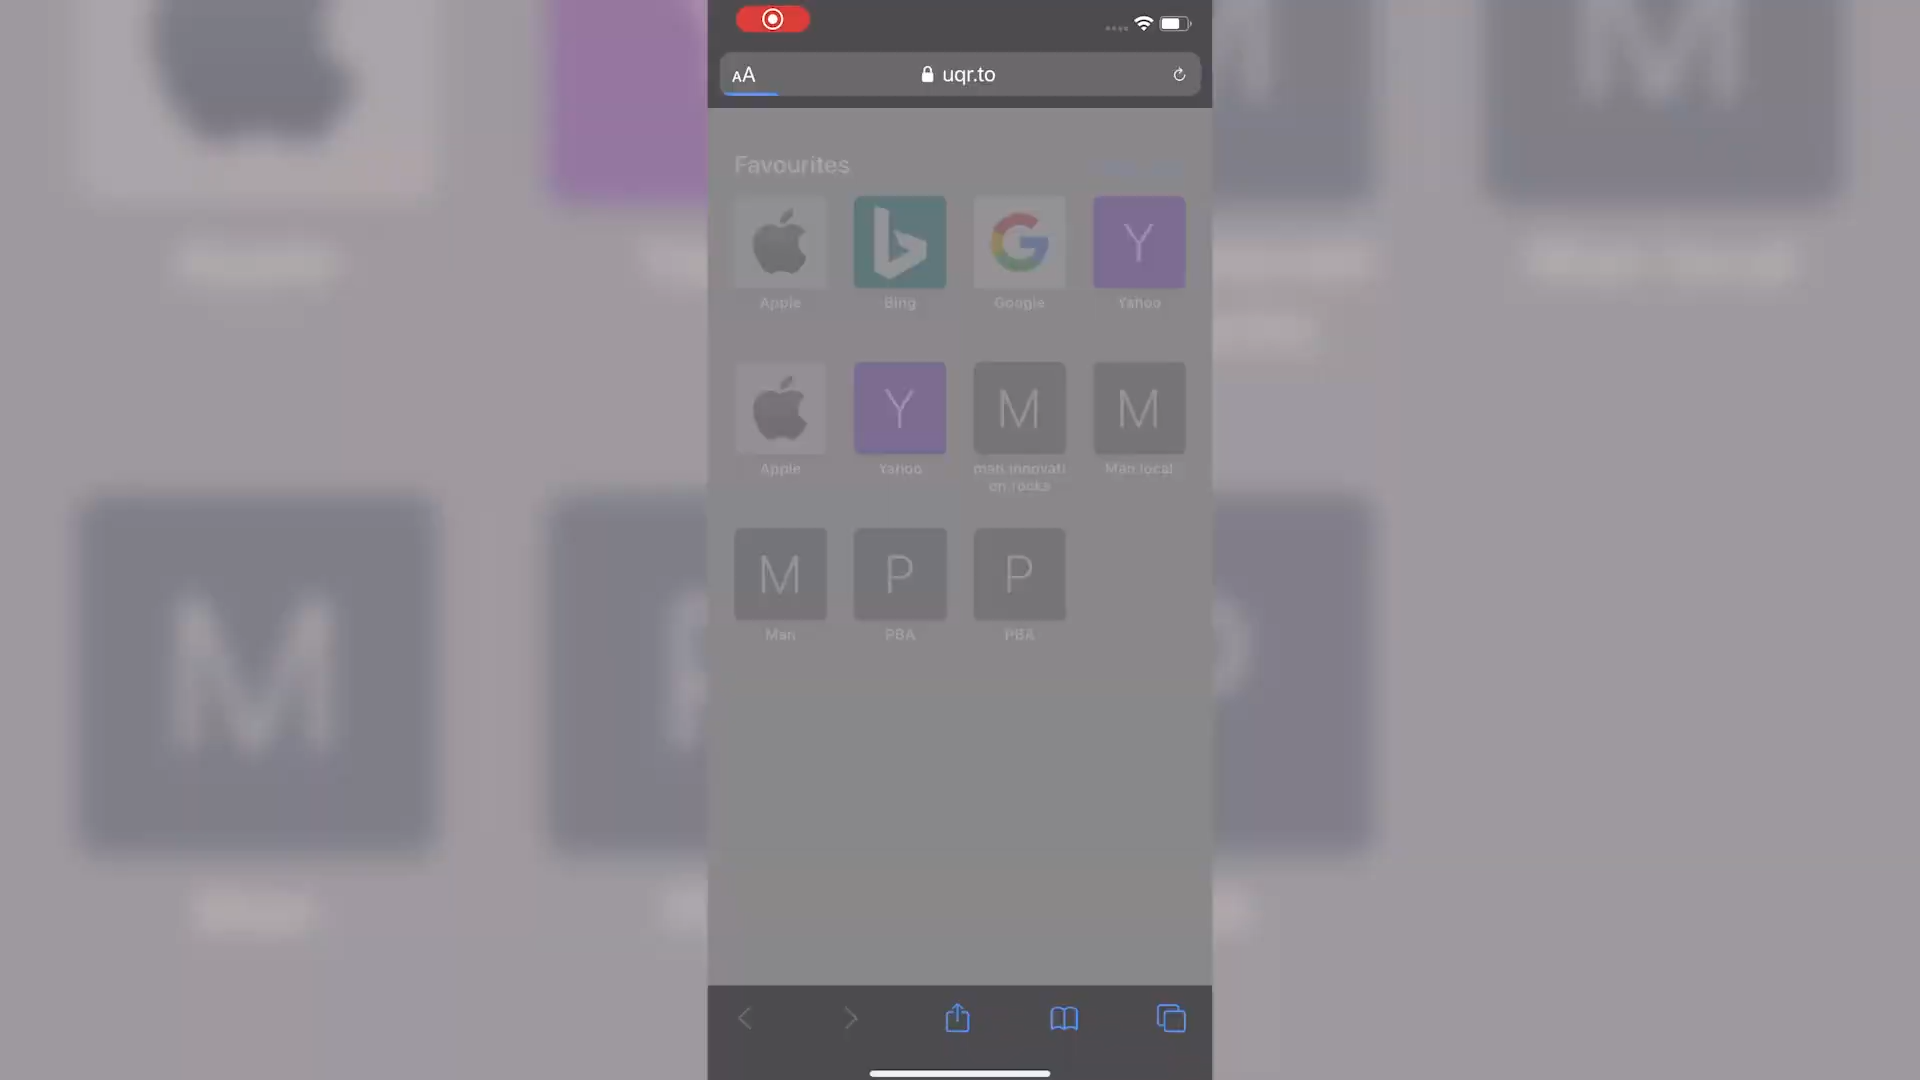 AA uqr.to
Favourites
Apple Bing Google Yahoo
Y
Apple Yahoo man innovati Man local
on rocks
Y M M
M P P
Man PBA PBA